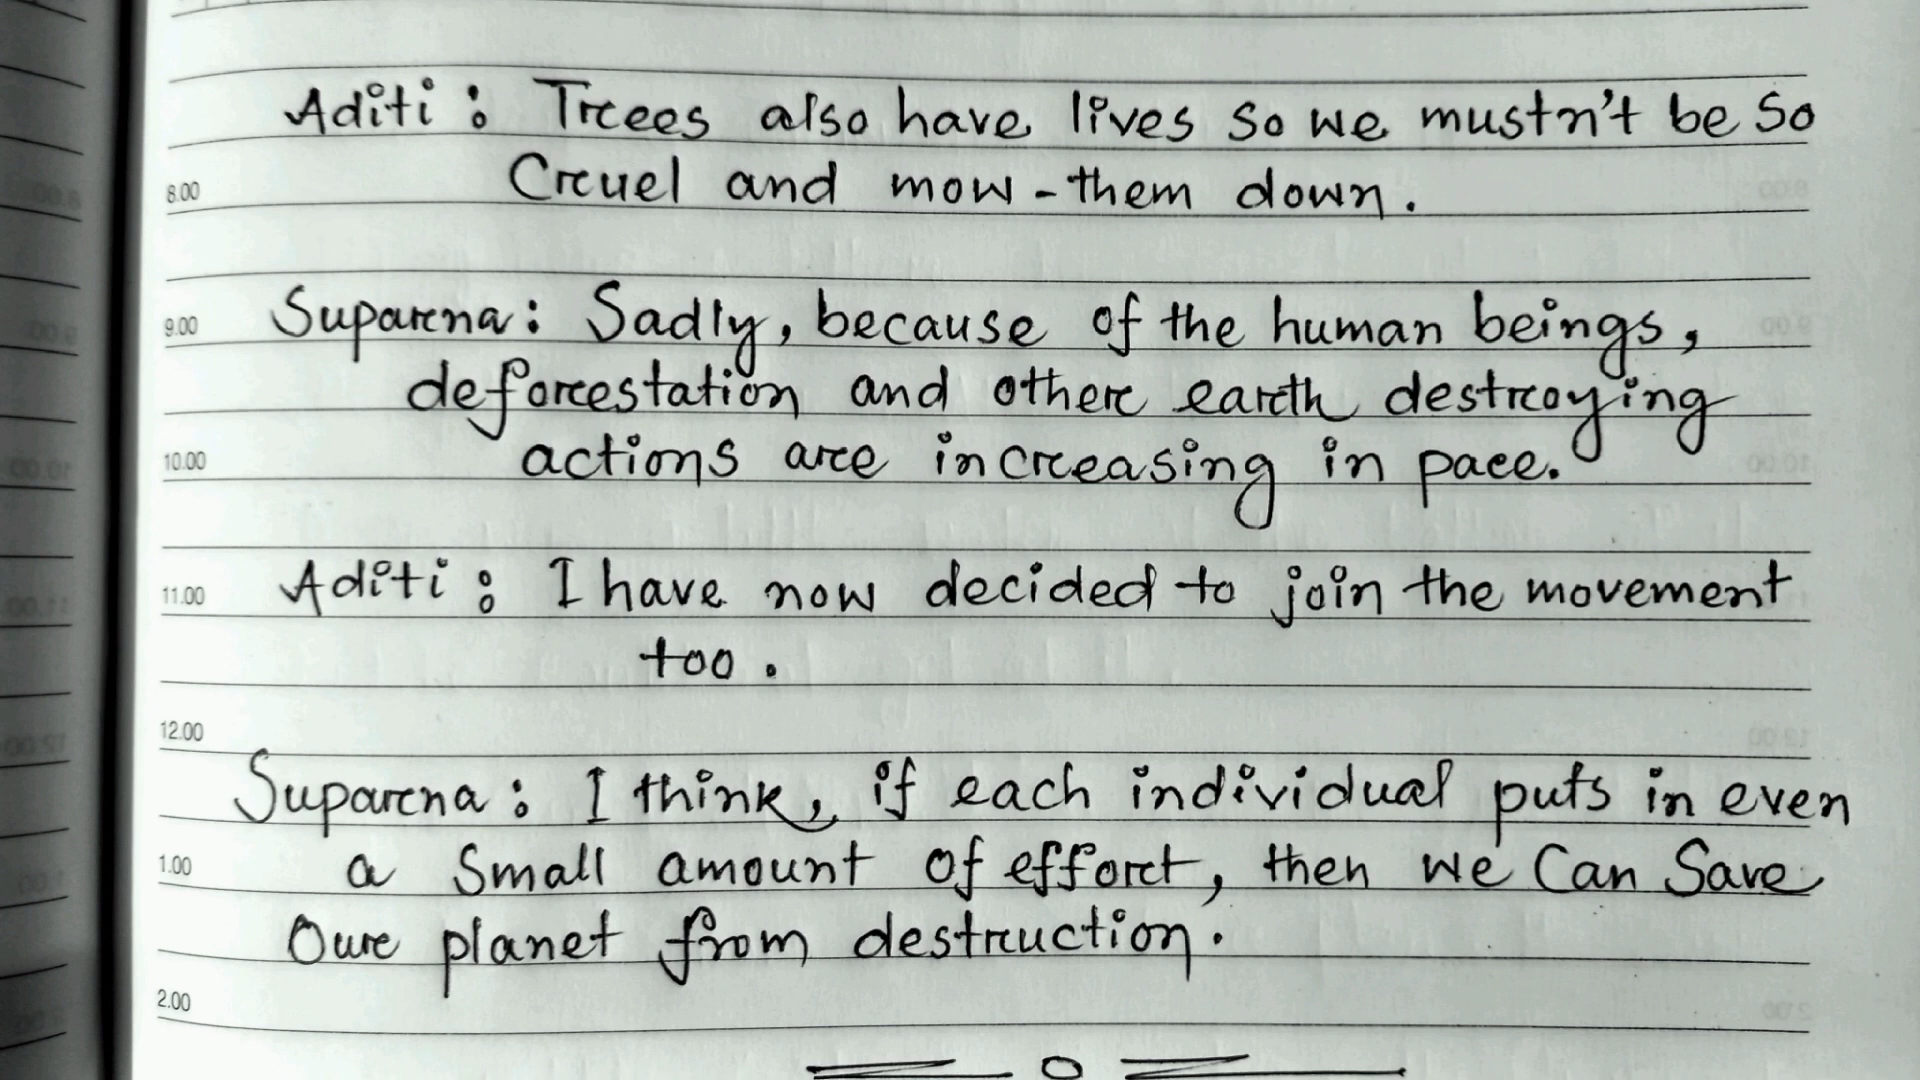 Aditi : Trees also have lives so we mustn't be so
8.00 Cruel and mow - them down.
9.00 Suparna : Sadly, because of the human beings,
deforestation and other earth destroying
10.00 actions are increasing in pace.
11.00 Aditi : I have now decided to join the movement
too.
12.00
Suparna : I think, if each individual puts in even
1.00 a Small amount of effort, then we Can Save
Our planet from destruction.
2.00